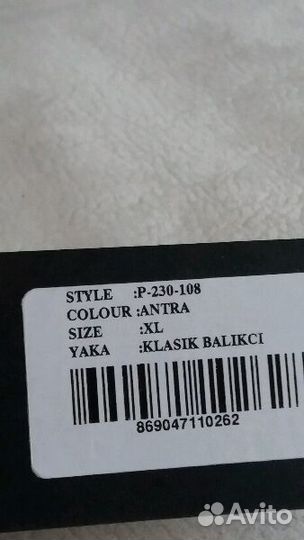 STYLE :P-230-108
COLOUR :ANTRA
SIZE :XL
YAKA :KLASIK BALIKCI
869047110262
Avito